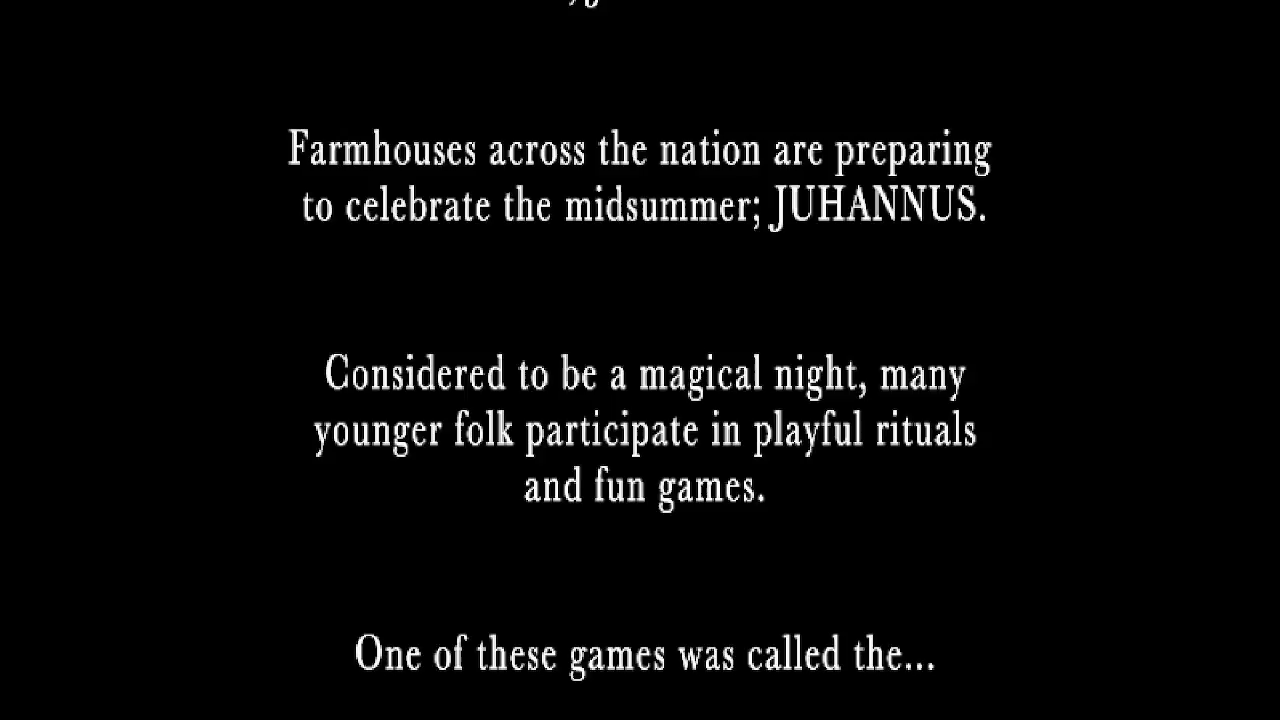 Farmhouses across the nation are preparing
to celebrate the midsummer; JUHANNUS.
Considered to be a magical night, many
younger folk participate in playful rituals
and fun games.
One of these games was called the...